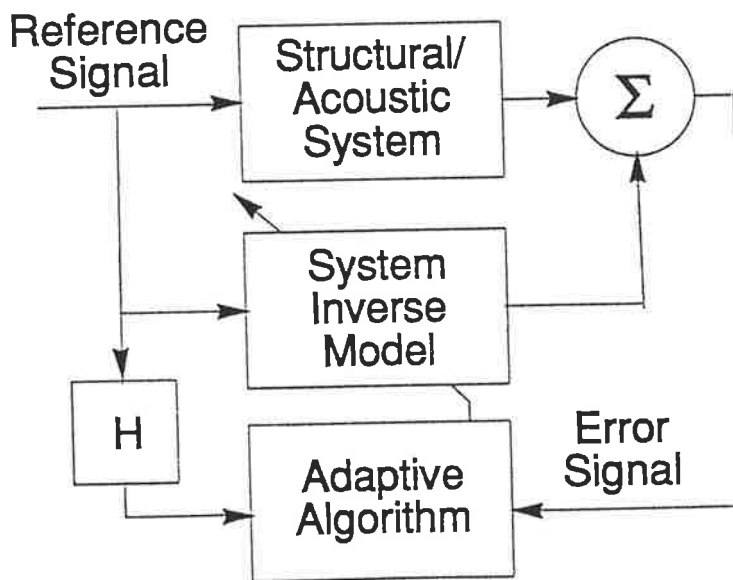 Reference
Signal
Structural/
Acoustic
System
Σ
System
Inverse
Model
H
Adaptive
Algorithm
Error
Signal